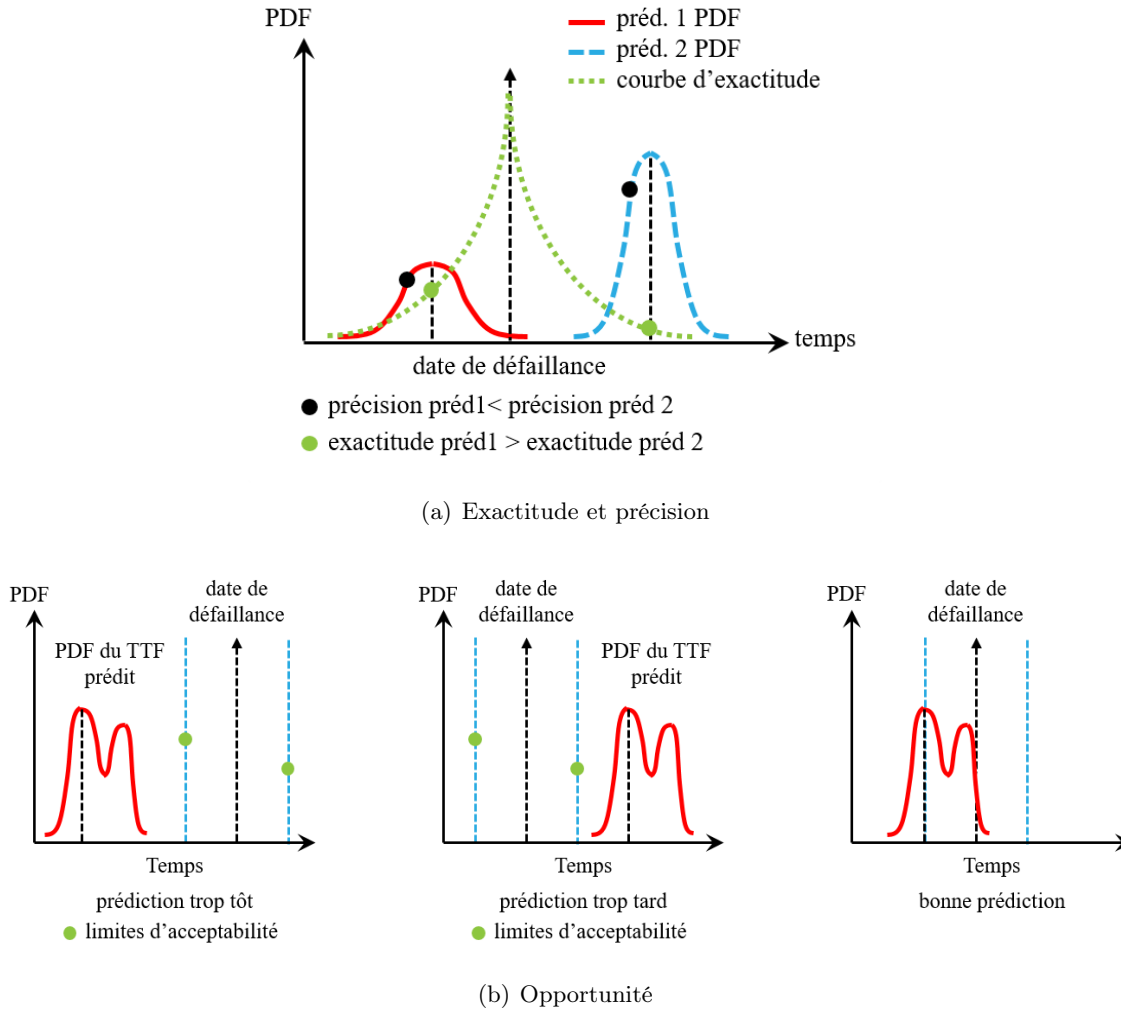 PDF
préd. 1 PDF
préd. 2 PDF
courbe d’exactitude
temps
date de défaillance
précision préd1< précision préd 2
exactitude préd1 > exactitude préd 2
(a) Exactitude et précision
PDF
date de
défaillance
PDF du TTF
prédit
Temps
prédiction trop tôt
limites d’acceptabilité
PDF
date de
défaillance
PDF du TTF
prédit
Temps
prédiction trop tard
limites d’acceptabilité
PDF
date de
défaillance
Temps
bonne prédiction
(b) Opportunité